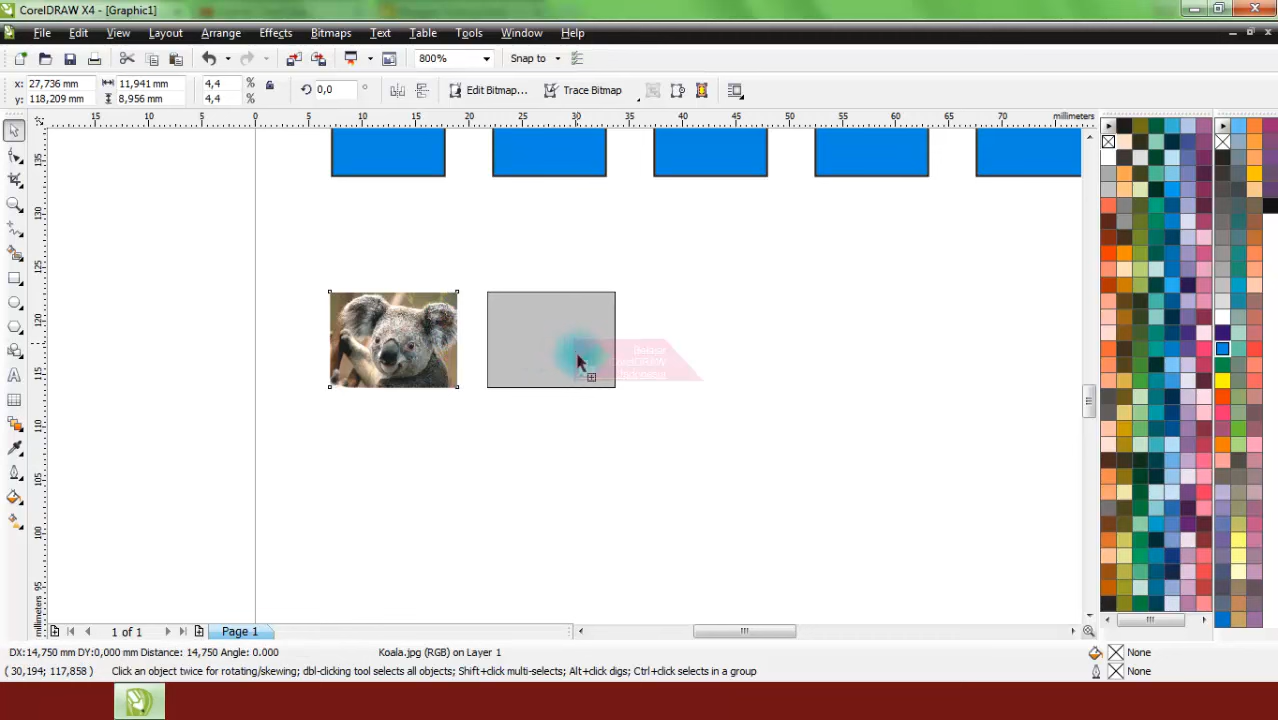 CorelDRAW X4 - [Graphic1]
File Edit View Layout Arrange Effects Bitmaps Text Table Tools Window Help
800% Snap to
x: 27,736 mm 11,941 mm 4,4 % 0,0 ° Edit Bitmap... Trace Bitmap
y: 118,209 mm 8,956 mm 4,4 %
15 10 5 0 5 10 15 20 25 30 35 40 45 50 55 60 65 70 millimeters
135
130
125
120
115
110
105
100
95
millimeters
Belajar
CorelDRAW
Indonesia
1 of 1 Page 1
DX:14,750 mm DY:0,000 mm Distance: 14,750 Angle: 0.000 Koala.jpg (RGB) on Layer 1 None
( 30,194; 117,858 ) Click an object twice for rotating/skewing; dbl-clicking tool selects all objects; Shift+click multi-selects; Alt+click digs; Ctrl+click selects in a group None